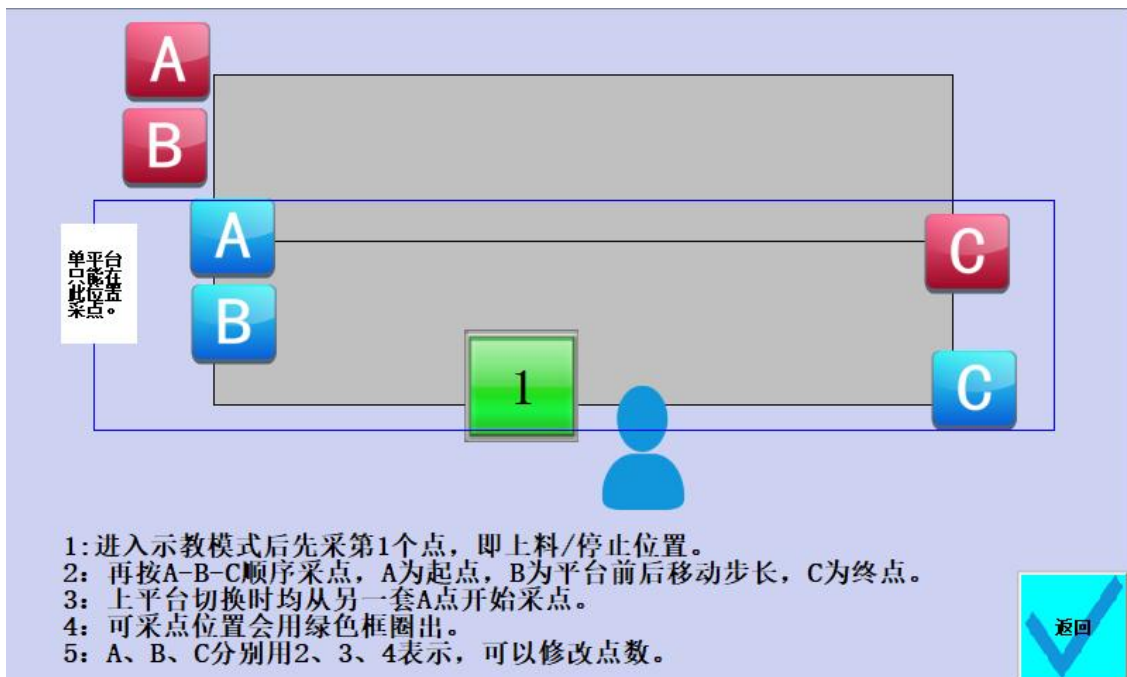 A
B
A
C
单平台
只能在
此位置
采点。
B
1
C
1:进入示教模式后先采第1个点，即上料/停止位置。
2：再按A-B-C顺序采点，A为起点，B为平台前后移动步长，C为终点。
3：上平台切换时均从另一套A点开始采点。
4：可采点位置会用绿色框圈出。
5：A、B、C分别用2、3、4表示，可以修改点数。
返回